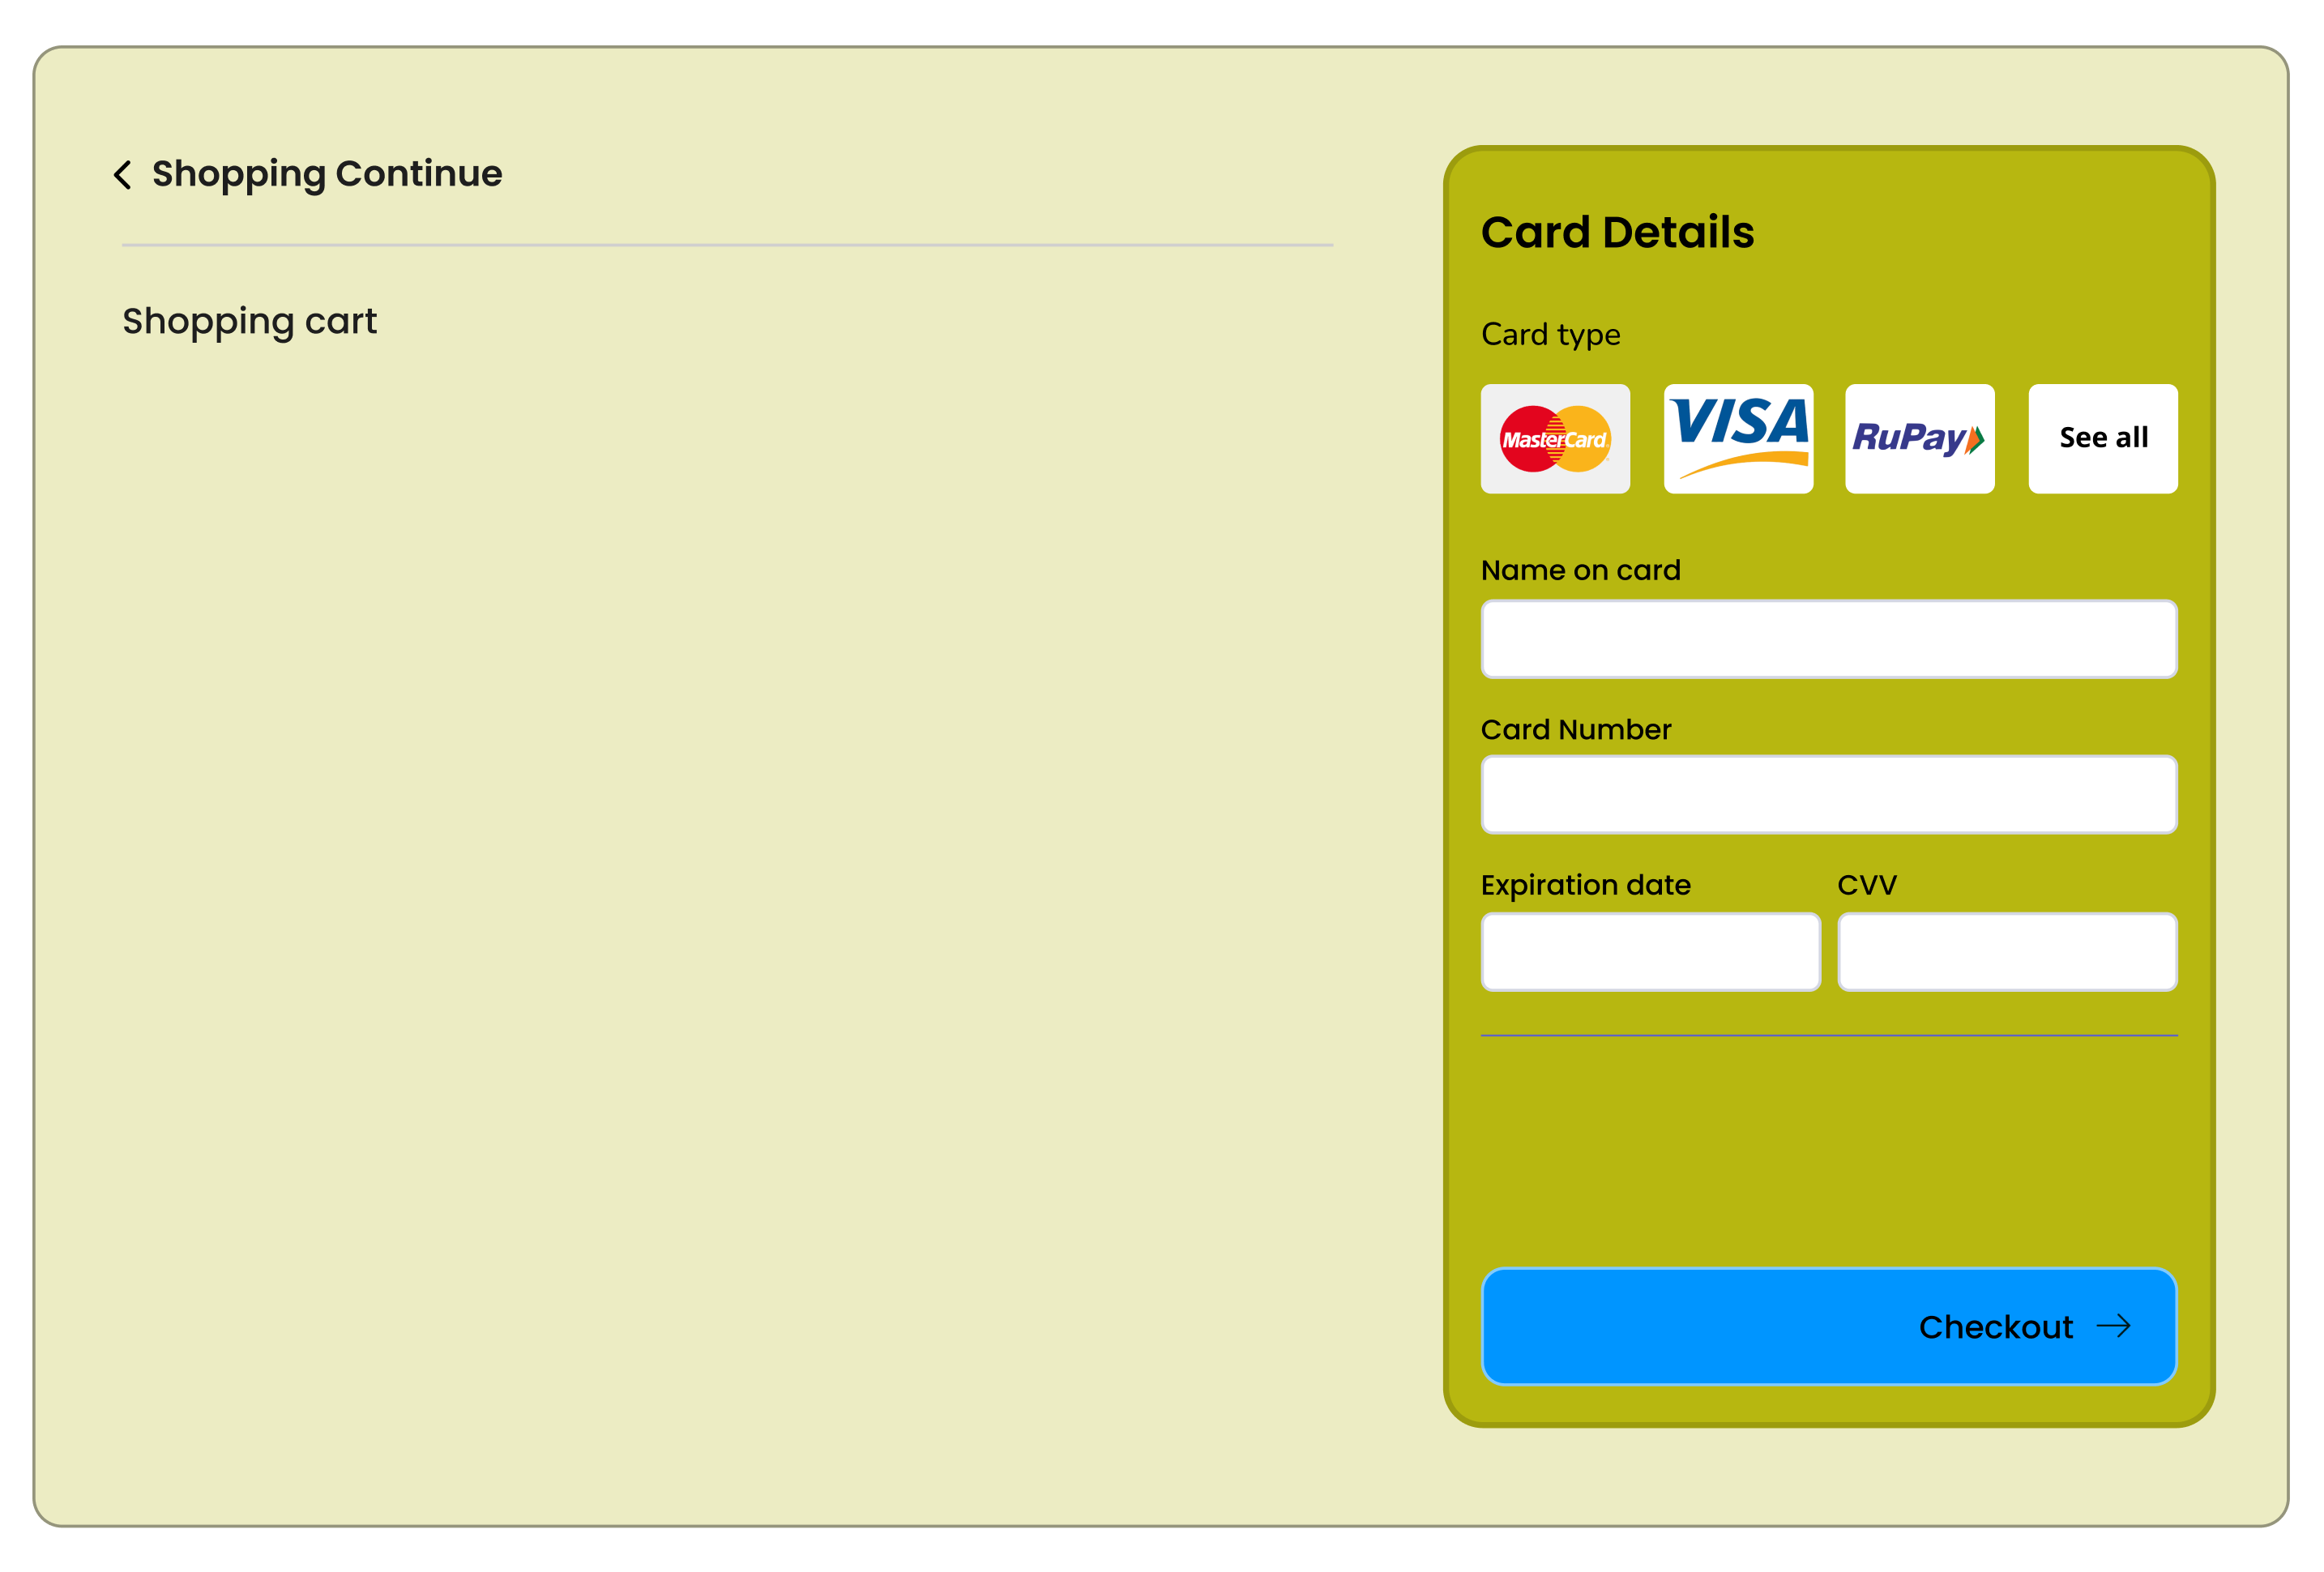 Shopping Continue
Shopping cart
Card Details
Card type
MasterCard
VISA
RuPay
See all
Name on card
Card Number
Expiration date
CVV
Checkout